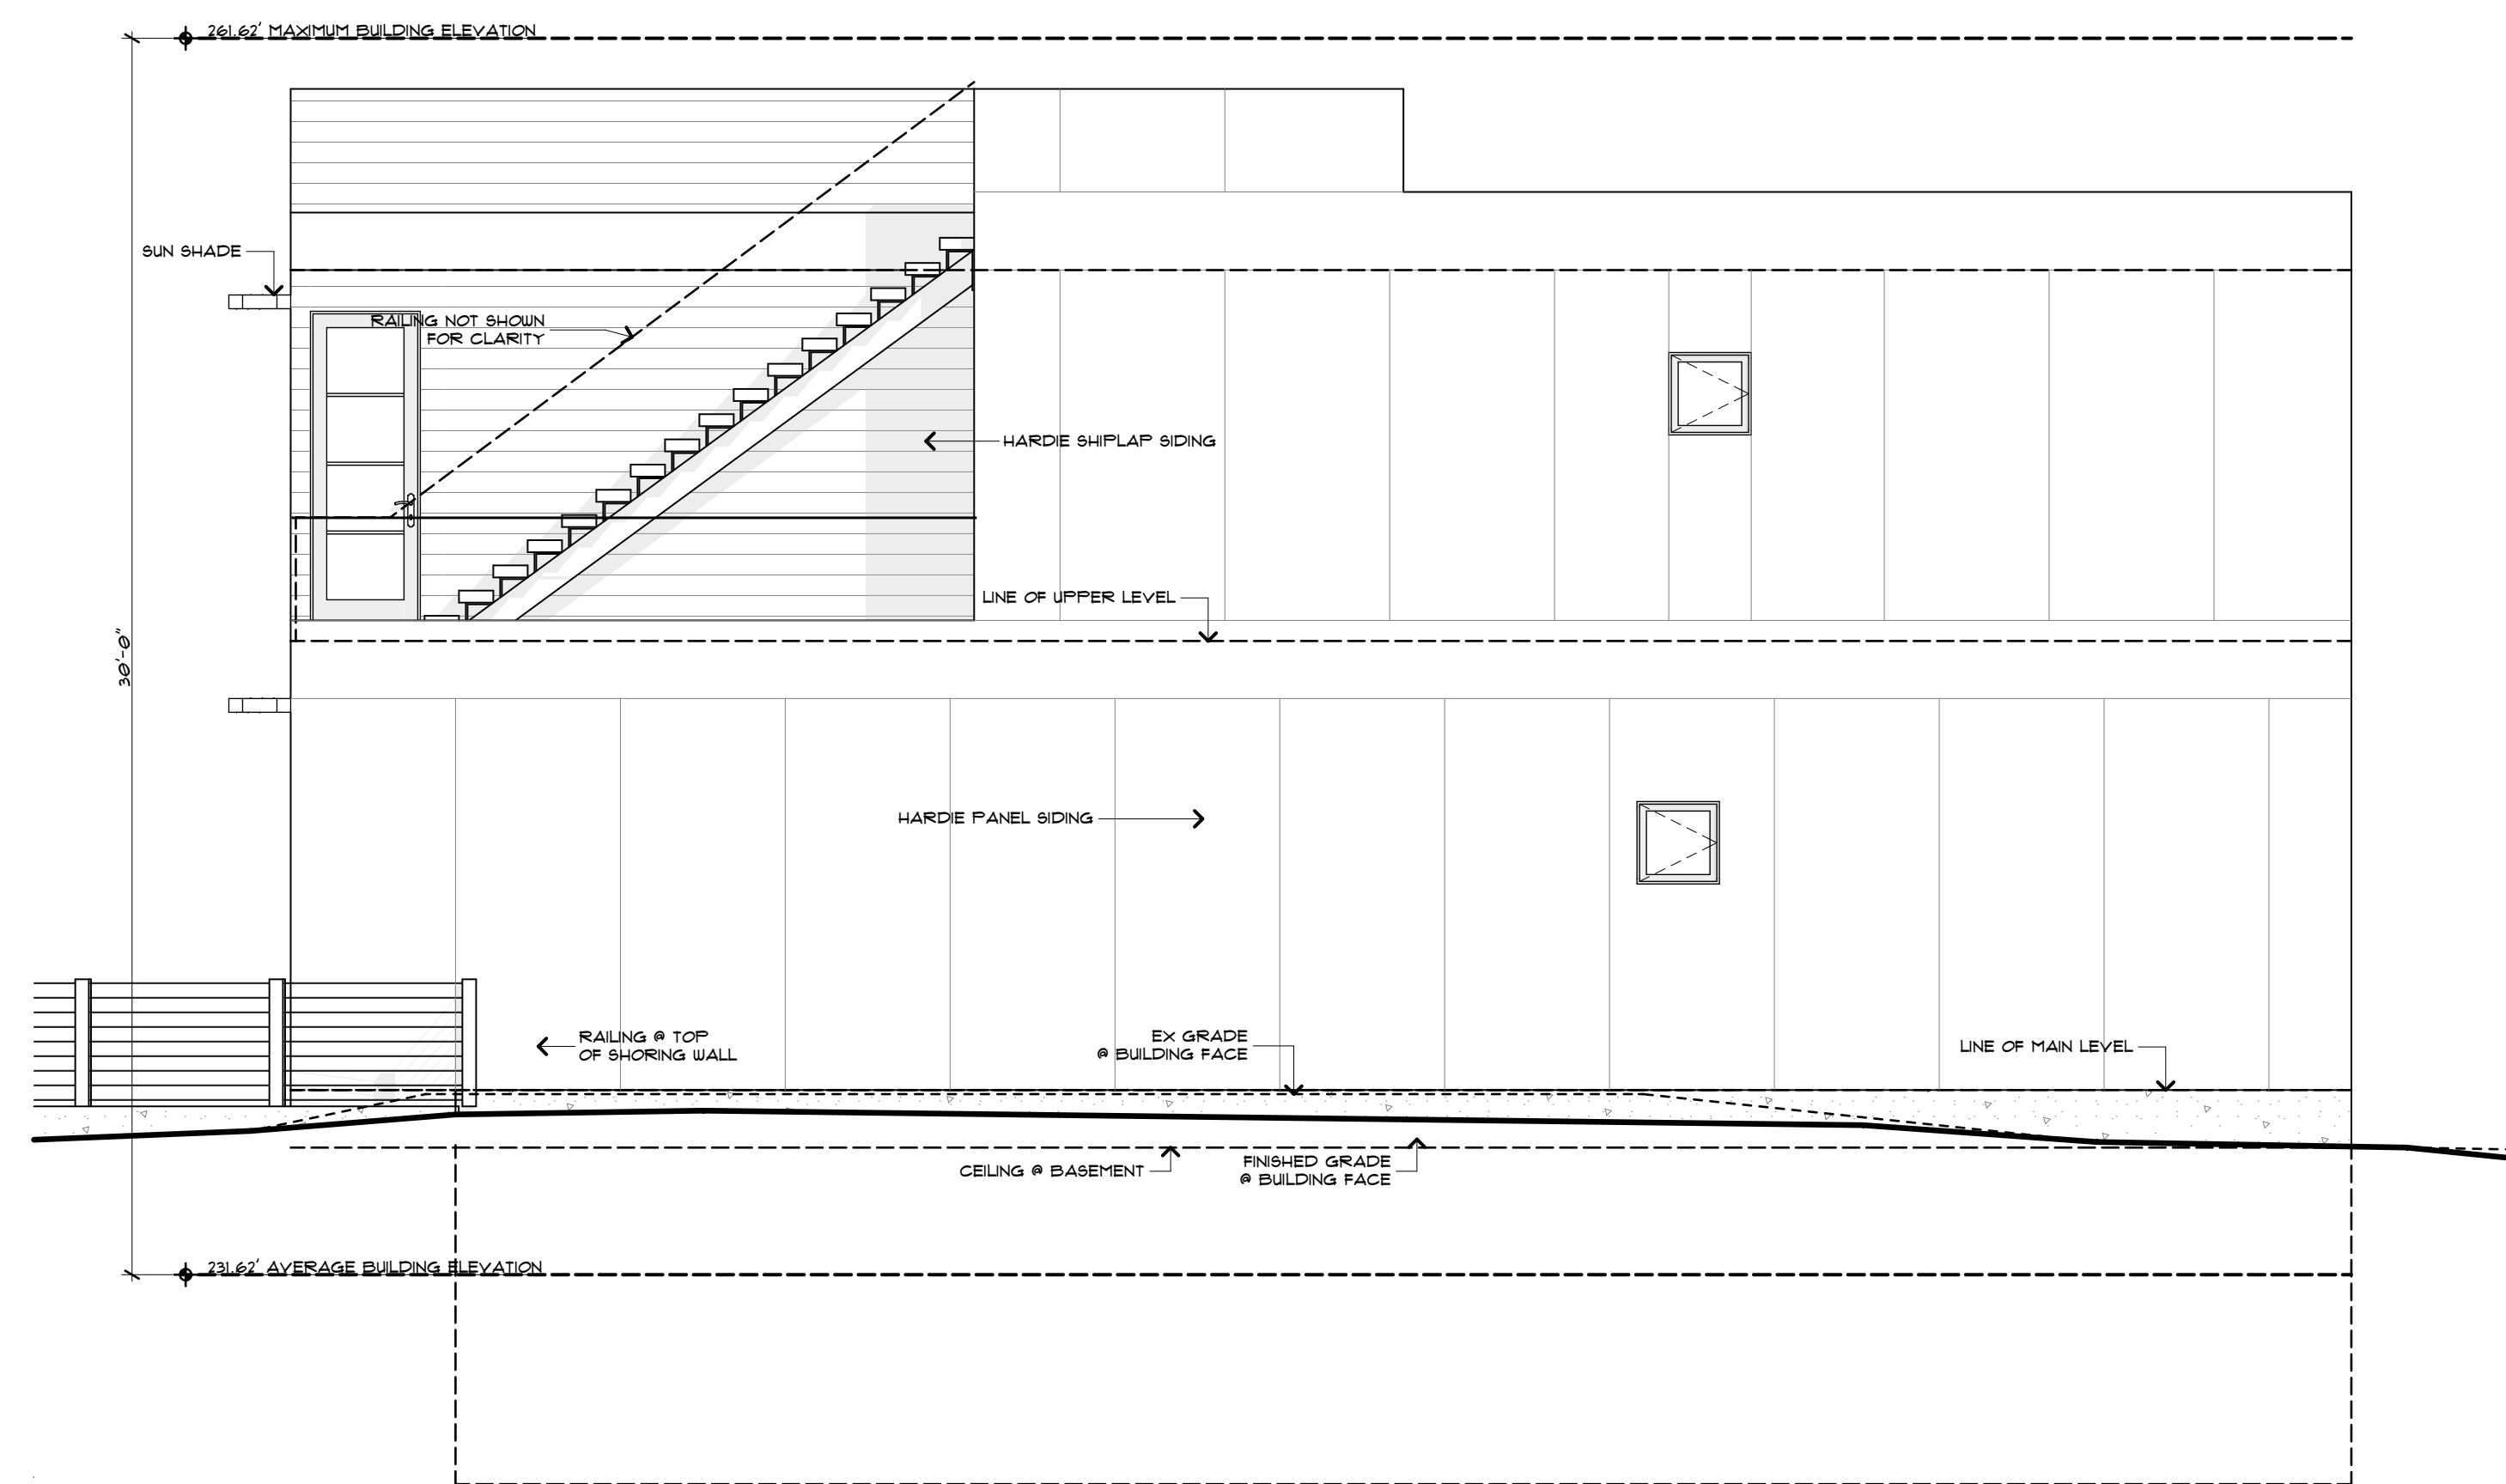 261.62' MAXIMUM BUILDING ELEVATION
SUN SHADE
RAILING NOT SHOWN
FOR CLARITY
HARDIE SHIPLAP SIDING
LINE OF UPPER LEVEL
30'-0"
HARDIE PANEL SIDING
RAILING @ TOP
OF SHORING WALL
EX GRADE
@ BUILDING FACE
LINE OF MAIN LEVEL
CEILING @ BASEMENT
FINISHED GRADE
@ BUILDING FACE
231.62' AVERAGE BUILDING ELEVATION